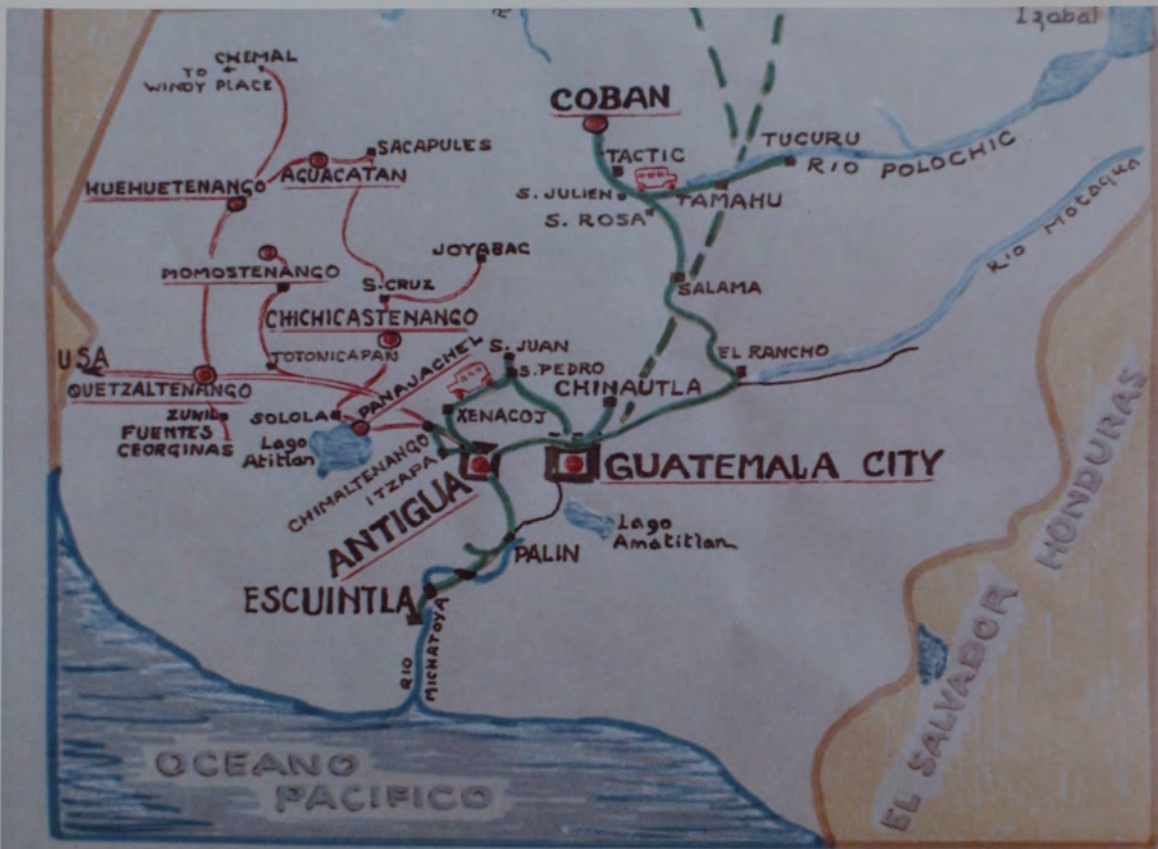 Izabal
CHEMAL
TO
WINDY PLACE
COBAN
TUCURU
SACAPULES
TACTIC
RIO POLOCHIC
AGUACATAN
HUEHUETENANGO
S. JULIEN
TAMAHU
S. ROSA
RIO Motaqua
JOYABAC
MOMOSTENANGO
S. CRUZ
SALAMA
CHICHICASTENANGO
S. JUAN
EL RANCHO
USA
TOTONICAPAN
PANAJACHEL
S. PEDRO
CHINAUTLA
QUETZALTENANGO
ZUNIL
SOLOLA
XENACOJ
FUENTES
GEORGINAS
Lago
Atitlan
CHIMALTENANGO
ITZAPA
GUATEMALA CITY
HONDURAS
ANTIGUA
Lago
Amatitlan
PALIN
ESCUINTLA
RIO
MICHATOYA
EL SALVADOR
OCEANO
PACIFICO